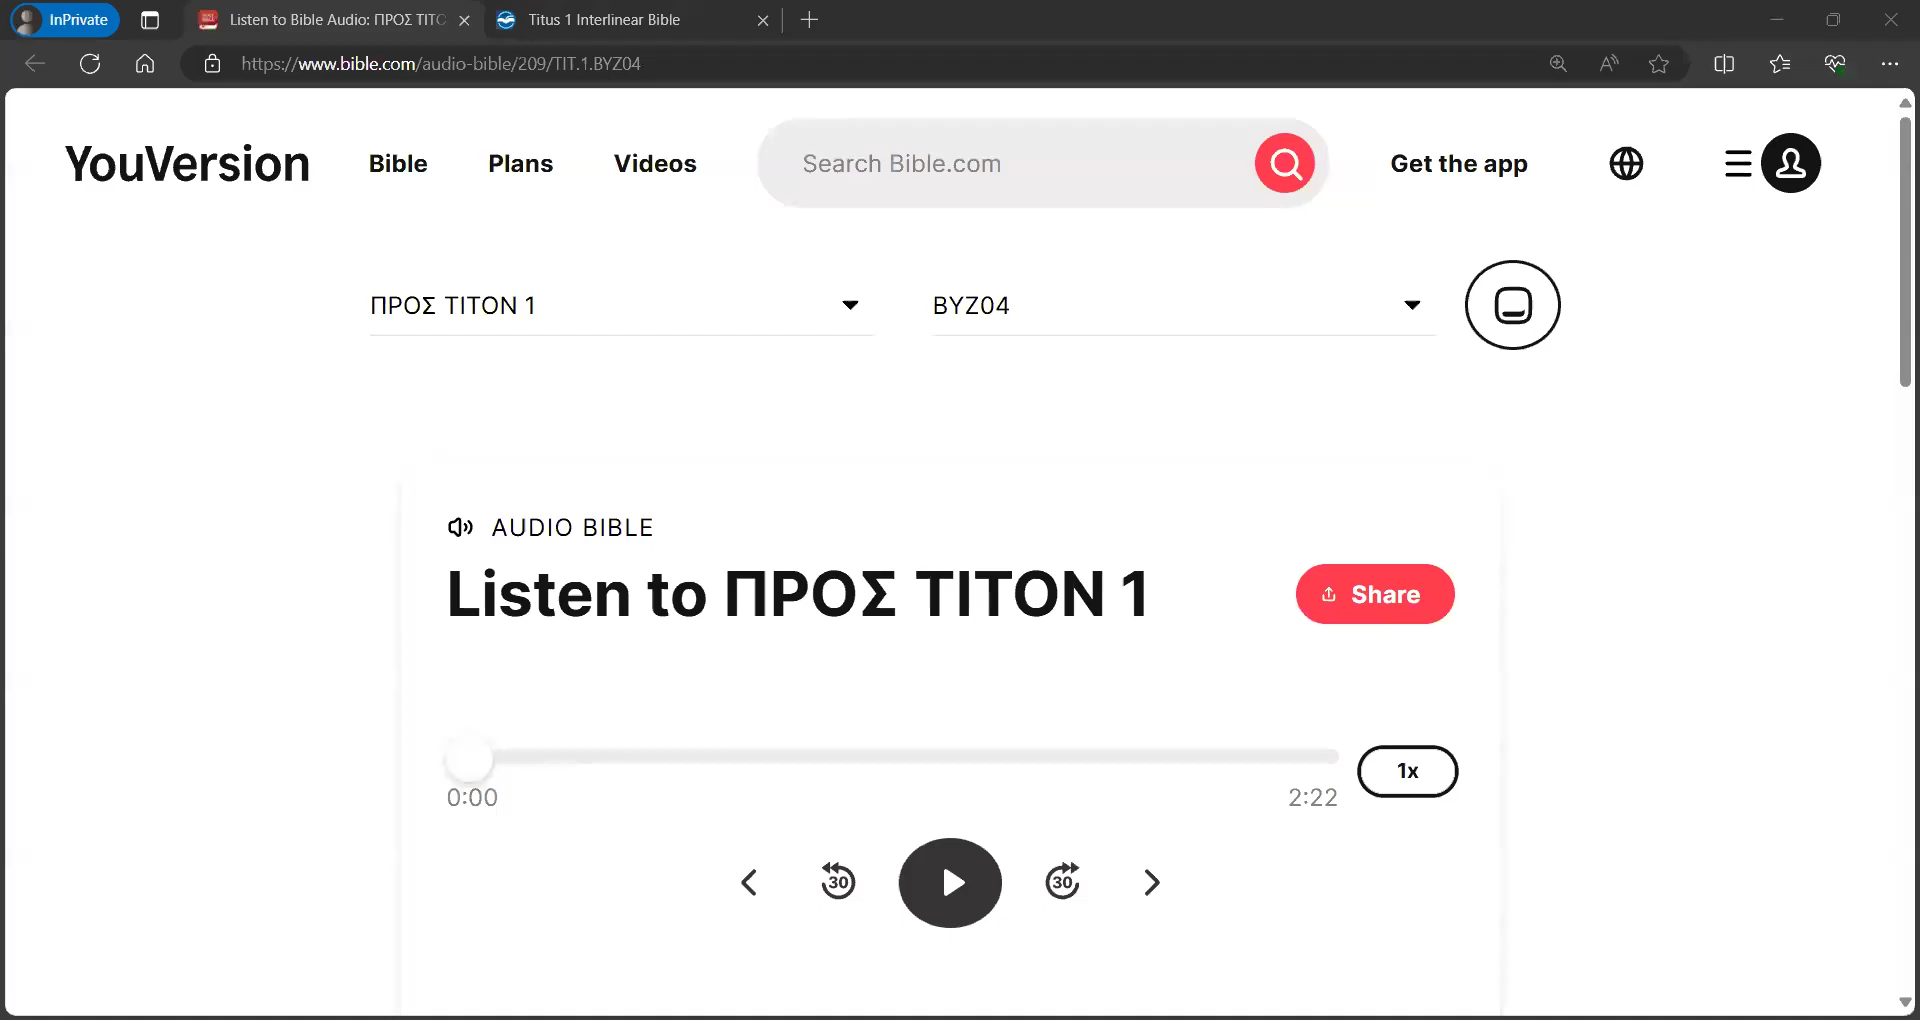 InPrivate
Listen to Bible Audio: ΠΡΟΣ ΤΙΤΟ
Titus 1 Interlinear Bible
https://www.bible.com/audio-bible/209/TIT.1.BYZ04
YouVersion
Bible
Plans
Videos
Search Bible.com
Get the app
ΠΡΟΣ ΤΙΤΟΝ 1
BYZ04
AUDIO BIBLE
Listen to ΠΡΟΣ ΤΙΤΟΝ 1
Share
1x
0:00
2:22
30
30